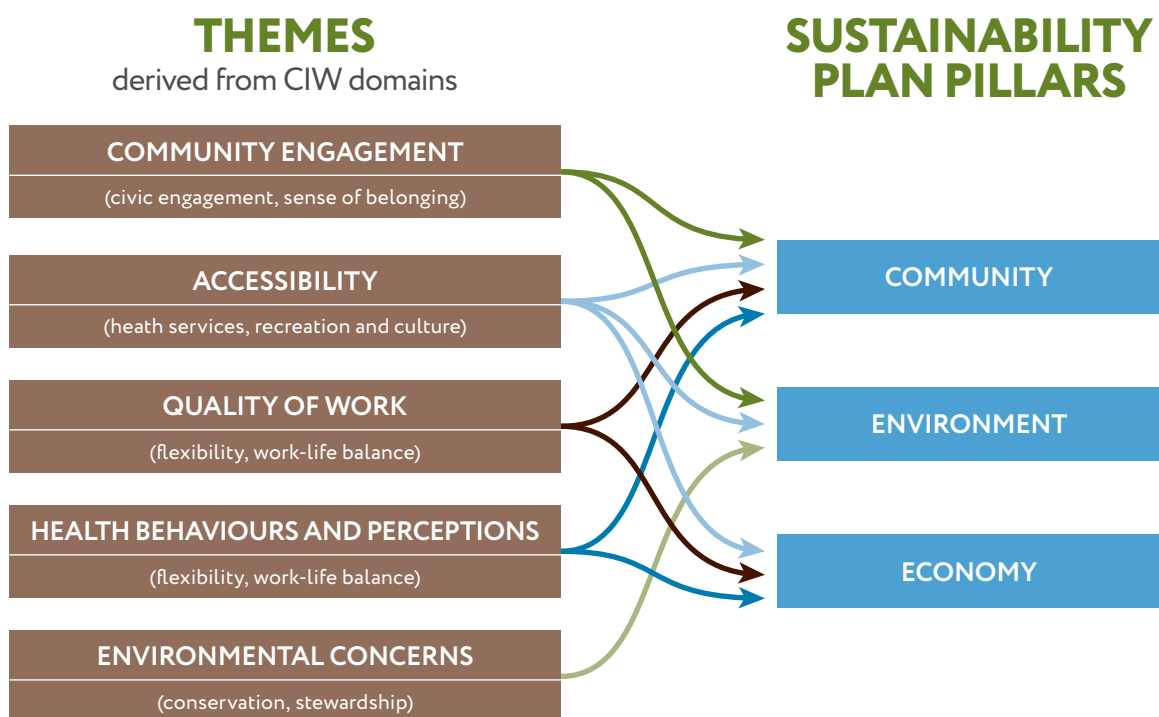 THEMES
derived from CIW domains
COMMUNITY ENGAGEMENT
(civic engagement, sense of belonging)
ACCESSIBILITY
(heath services, recreation and culture)
QUALITY OF WORK
(flexibility, work-life balance)
HEALTH BEHAVIOURS AND PERCEPTIONS
(flexibility, work-life balance)
ENVIRONMENTAL CONCERNS
(conservation, stewardship)
SUSTAINABILITY
PLAN PILLARS
COMMUNITY
ENVIRONMENT
ECONOMY